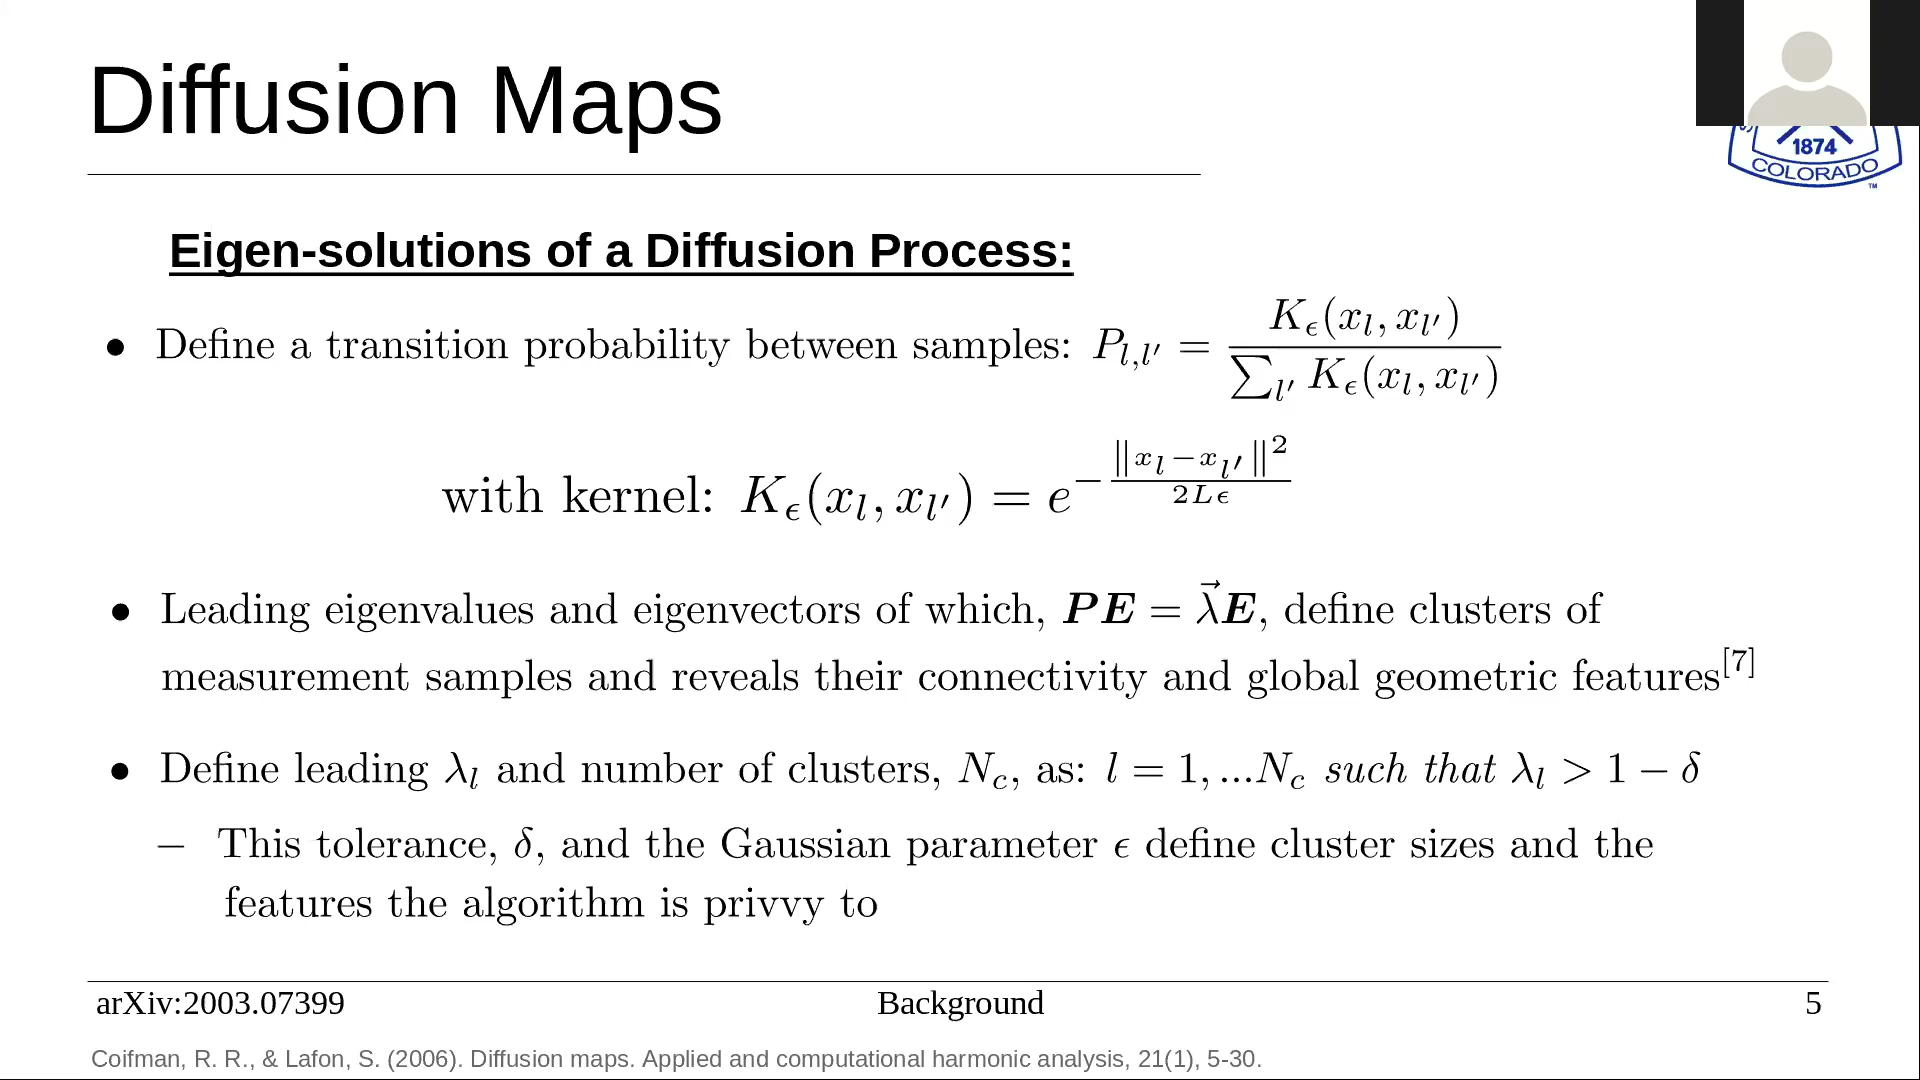 Diffusion Maps
1874
COLORADO
TM
Eigen-solutions of a Diffusion Process:
• Define a transition probability between samples: P_{l,l'} = K_ϵ(x_l, x_{l'}) / ∑_{l'} K_ϵ(x_l, x_{l'})
with kernel: K_ϵ(x_l, x_{l'}) = e^{−‖x_l−x_{l'}‖² / 2Lϵ}
• Leading eigenvalues and eigenvectors of which, PE = λ⃗E, define clusters of
measurement samples and reveals their connectivity and global geometric features[7]
• Define leading λ_l and number of clusters, N_c, as: l = 1, ...N_c such that λ_l > 1 − δ
– This tolerance, δ, and the Gaussian parameter ϵ define cluster sizes and the
features the algorithm is privvy to
arXiv:2003.07399 Background 5
Coifman, R. R., & Lafon, S. (2006). Diffusion maps. Applied and computational harmonic analysis, 21(1), 5-30.